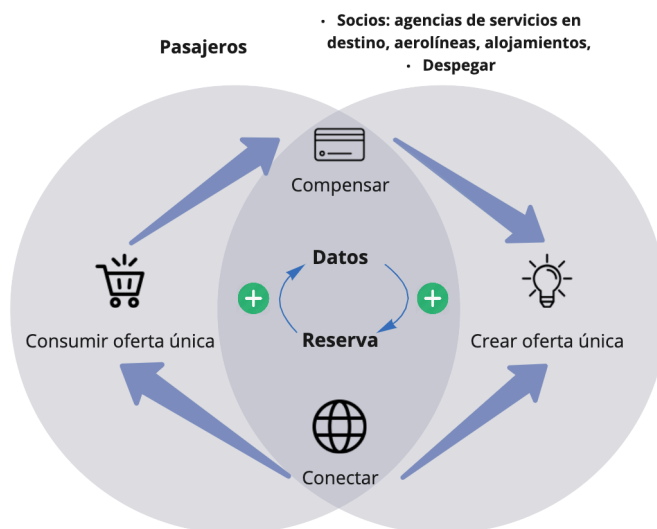 Pasajeros
· Socios: agencias de servicios en
destino, aerolíneas, alojamientos,
· Despegar
Compensar
Datos
Consumir oferta única
Reserva
Crear oferta única
Conectar